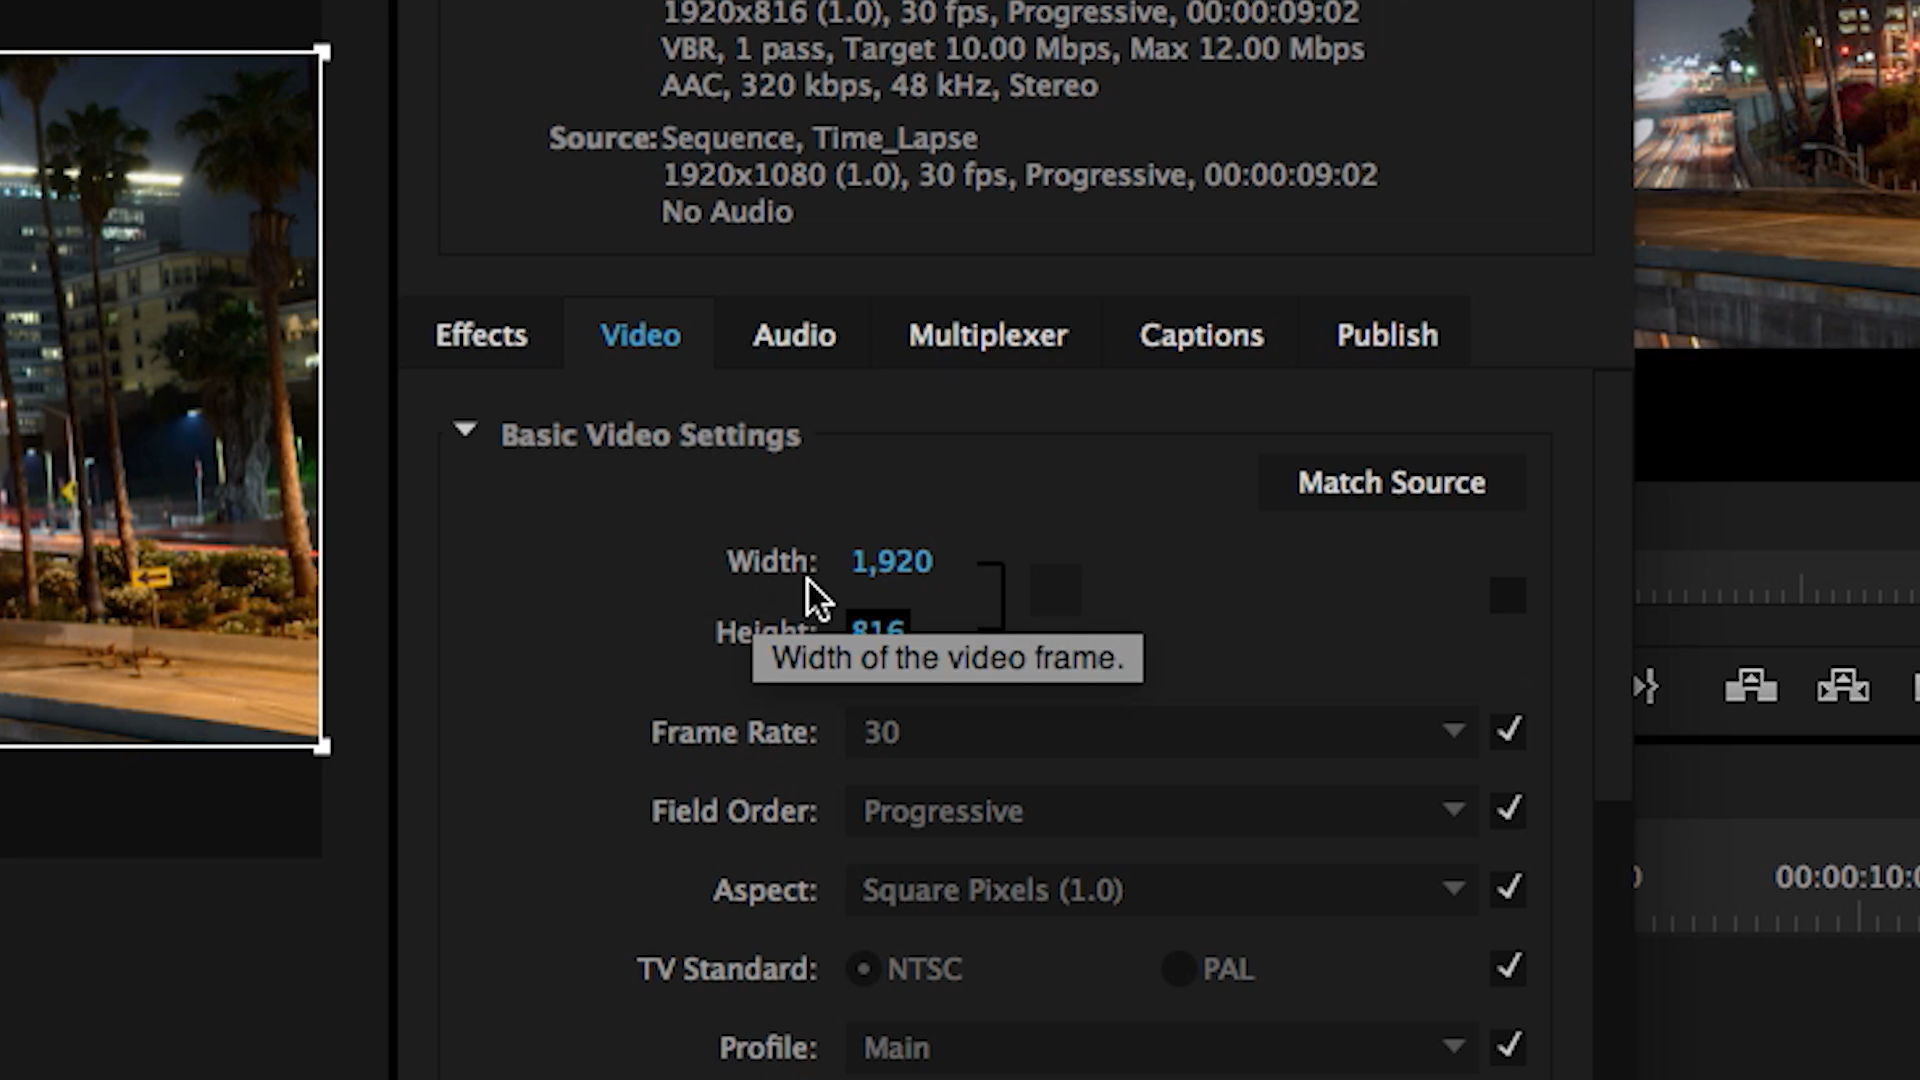 1920x816 (1.0), 30 fps, Progressive, 00:00:09:02
VBR, 1 pass, Target 10.00 Mbps, Max 12.00 Mbps
AAC, 320 kbps, 48 kHz, Stereo
Source: Sequence, Time_Lapse
1920x1080 (1.0), 30 fps, Progressive, 00:00:09:02
No Audio
Effects Video Audio Multiplexer Captions Publish
Basic Video Settings
Match Source
Width: 1,920
Height: 816
Width of the video frame.
Frame Rate: 30
Field Order: Progressive
Aspect: Square Pixels (1.0)
00:00:10:0
TV Standard: NTSC PAL
Profile: Main